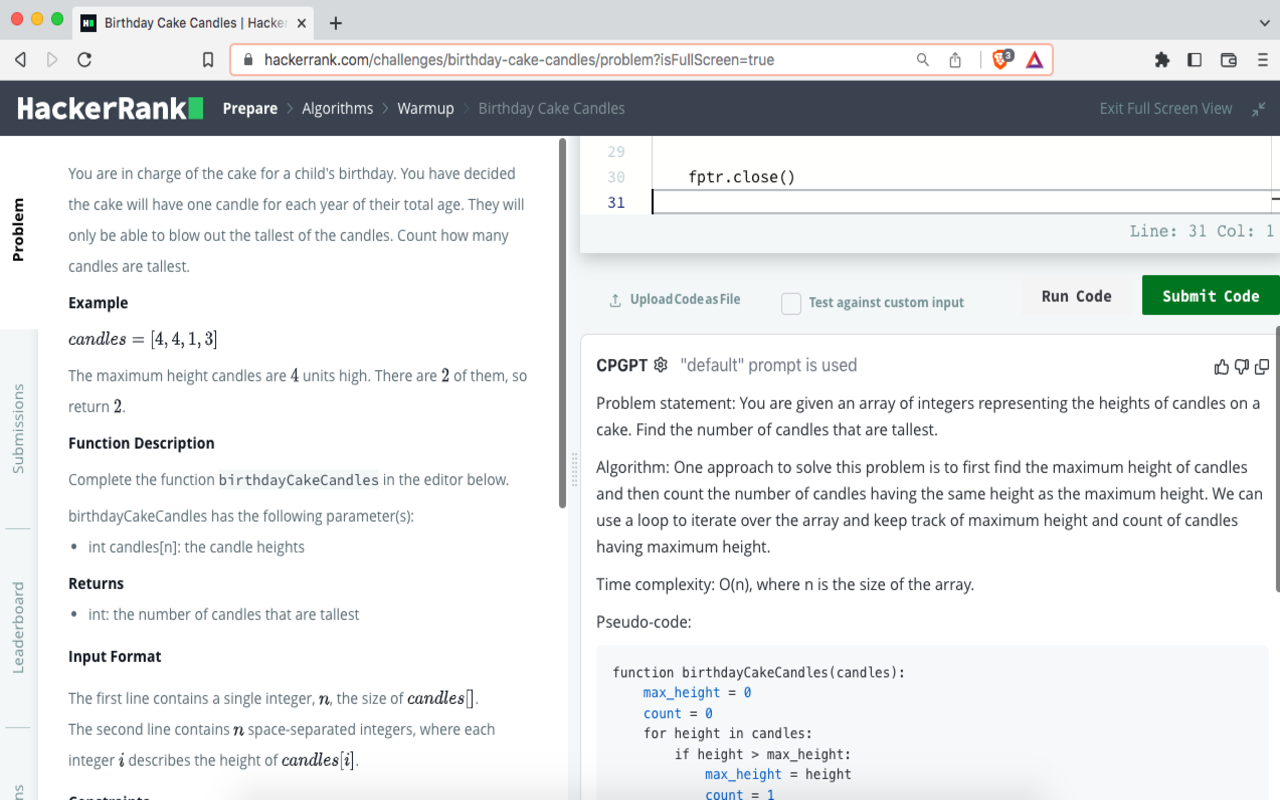 Birthday Cake Candles | Hacke
hackerrank.com/challenges/birthday-cake-candles/problem?isFullScreen=true
3
HackerRank
Prepare > Algorithms > Warmup > Birthday Cake Candles
Exit Full Screen View
Problem
Submissions
Leaderboard
You are in charge of the cake for a child's birthday. You have decided
the cake will have one candle for each year of their total age. They will
only be able to blow out the tallest of the candles. Count how many
candles are tallest.
Example
candles = [4, 4, 1, 3]
The maximum height candles are 4 units high. There are 2 of them, so
return 2.
Function Description
Complete the function birthdayCakeCandles in the editor below.
birthdayCakeCandles has the following parameter(s):
• int candles[n]: the candle heights
Returns
• int: the number of candles that are tallest
Input Format
The first line contains a single integer, n, the size of candles[].
The second line contains n space-separated integers, where each
integer i describes the height of candles[i].
29
30 fptr.close()
31
Line: 31 Col: 1
Upload Code as File
Test against custom input
Run Code
Submit Code
CPGPT "default" prompt is used
Problem statement: You are given an array of integers representing the heights of candles on a
cake. Find the number of candles that are tallest.
Algorithm: One approach to solve this problem is to first find the maximum height of candles
and then count the number of candles having the same height as the maximum height. We can
use a loop to iterate over the array and keep track of maximum height and count of candles
having maximum height.
Time complexity: O(n), where n is the size of the array.
Pseudo-code:
function birthdayCakeCandles(candles):
max_height = 0
count = 0
for height in candles:
if height > max_height:
max_height = height
count = 1